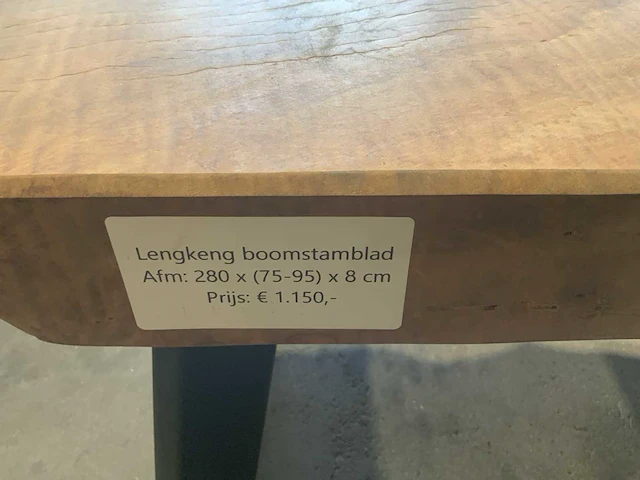 Lengkeng boomstamblad
Afm: 280 x (75-95) x 8 cm
Prijs: € 1.150,-